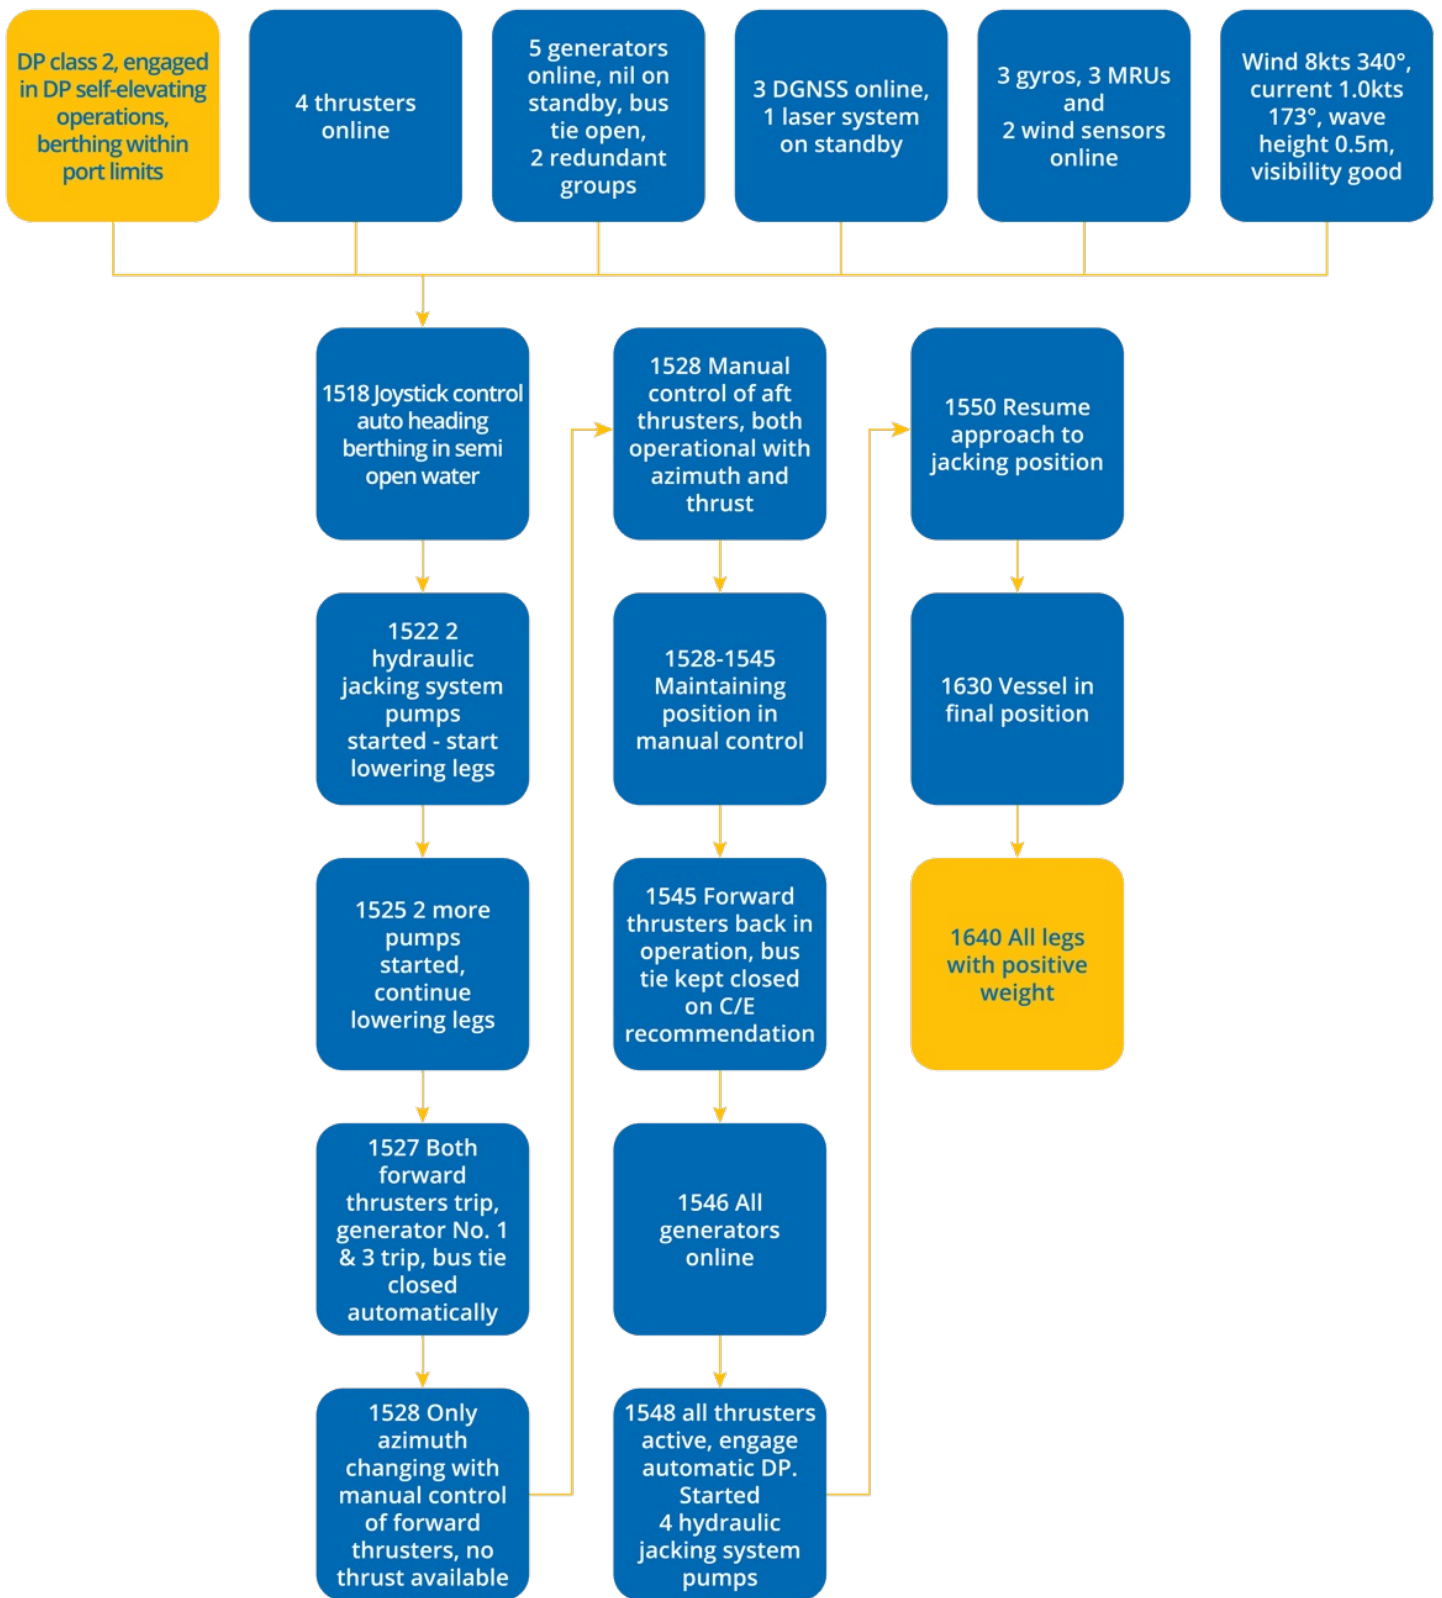 DP class 2, engaged
in DP self-elevating
operations,
berthing within
port limits
4 thrusters
online
5 generators
online, nil on
standby, bus
tie open,
2 redundant
groups
3 DGNSS online,
1 laser system
on standby
3 gyros, 3 MRUs
and
2 wind sensors
online
Wind 8kts 340°,
current 1.0kts
173°, wave
height 0.5m,
visibility good
1518 Joystick control
auto heading
berthing in semi
open water
1522 2
hydraulic
jacking system
pumps
started - start
lowering legs
1525 2 more
pumps
started,
continue
lowering legs
1527 Both
forward
thrusters trip,
generator No. 1
& 3 trip, bus tie
closed
automatically
1528 Only
azimuth
changing with
manual control
of forward
thrusters, no
thrust available
1528 Manual
control of aft
thrusters, both
operational with
azimuth and
thrust
1528-1545
Maintaining
position in
manual control
1545 Forward
thrusters back in
operation, bus
tie kept closed
on C/E
recommendation
1546 All
generators
online
1548 all thrusters
active, engage
automatic DP.
Started
4 hydraulic
jacking system
pumps
1550 Resume
approach to
jacking position
1630 Vessel in
final position
1640 All legs
with positive
weight